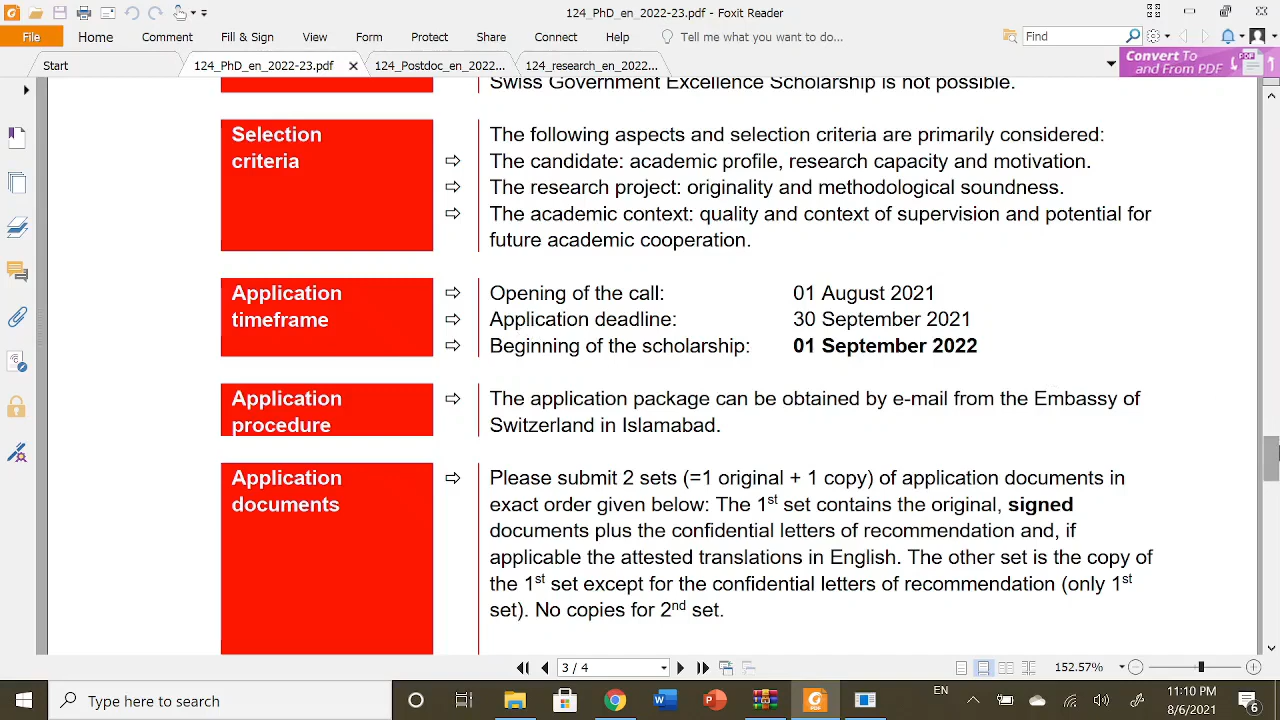 124_PhD_en_2022-23.pdf - Foxit Reader
File Home Comment Fill & Sign View Form Protect Share Connect Help Tell me what you want to do... Find
Start 124_PhD_en_2022-23.pdf 124_Postdoc_en_2022... 124_research_en_2022...
Convert To
and From PDF
PDF
Swiss Government Excellence Scholarship is not possible.
Selection
criteria
⇨ The following aspects and selection criteria are primarily considered:
⇨ The candidate: academic profile, research capacity and motivation.
⇨ The research project: originality and methodological soundness.
⇨ The academic context: quality and context of supervision and potential for
future academic cooperation.
Application
timeframe
⇨ Opening of the call: 01 August 2021
⇨ Application deadline: 30 September 2021
⇨ Beginning of the scholarship: 01 September 2022
Application
procedure
⇨ The application package can be obtained by e-mail from the Embassy of
Switzerland in Islamabad.
Application
documents
⇨ Please submit 2 sets (=1 original + 1 copy) of application documents in
exact order given below: The 1st set contains the original, signed
documents plus the confidential letters of recommendation and, if
applicable the attested translations in English. The other set is the copy of
the 1st set except for the confidential letters of recommendation (only 1st
set). No copies for 2nd set.
3 / 4
152.57%
Type here to search
EN
11:10 PM
8/6/2021
6